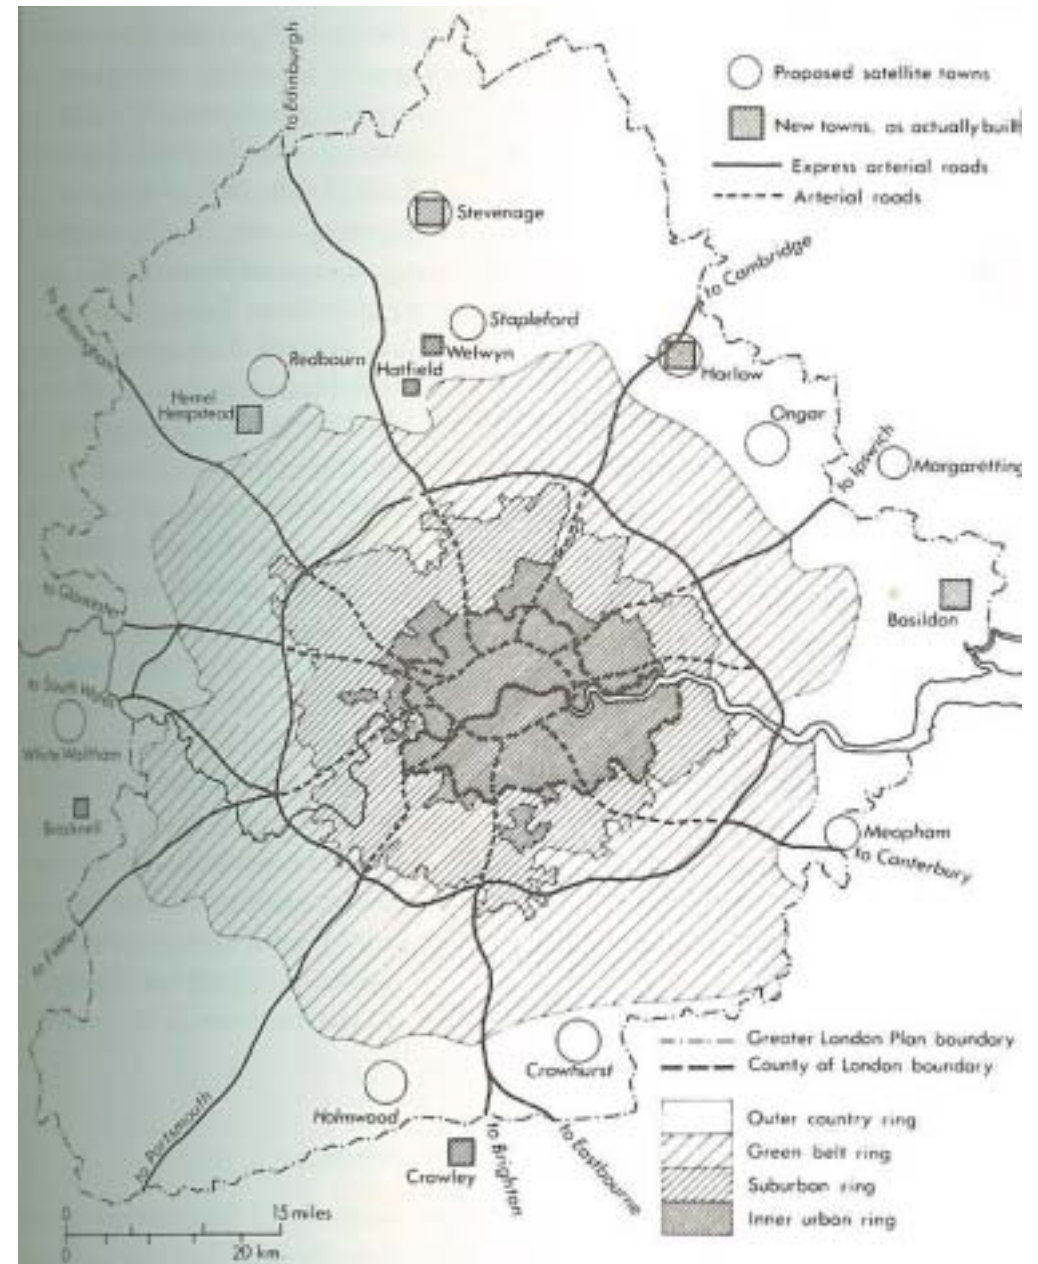 to Edinburgh
Proposed satellite towns
New towns, as actually built
Express arterial roads
Arterial roads
Stevenage
to Cambridge
Stapleford
Welwyn
Hatfield
Redbourn
Hemel
Hempstead
Harlow
Ongar
to Ipswich
Margaretting
to Gloucester
Basildon
to South Wales
White Waltham
Bracknell
Meapham
to Canterbury
to Exeter
Greater London Plan boundary
County of London boundary
Crowhurst
Holmwood
to Portsmouth
Crawley
to Brighton
to Eastbourne
Outer country ring
Green belt ring
Suburban ring
Inner urban ring
0 15 miles
0 20 km.